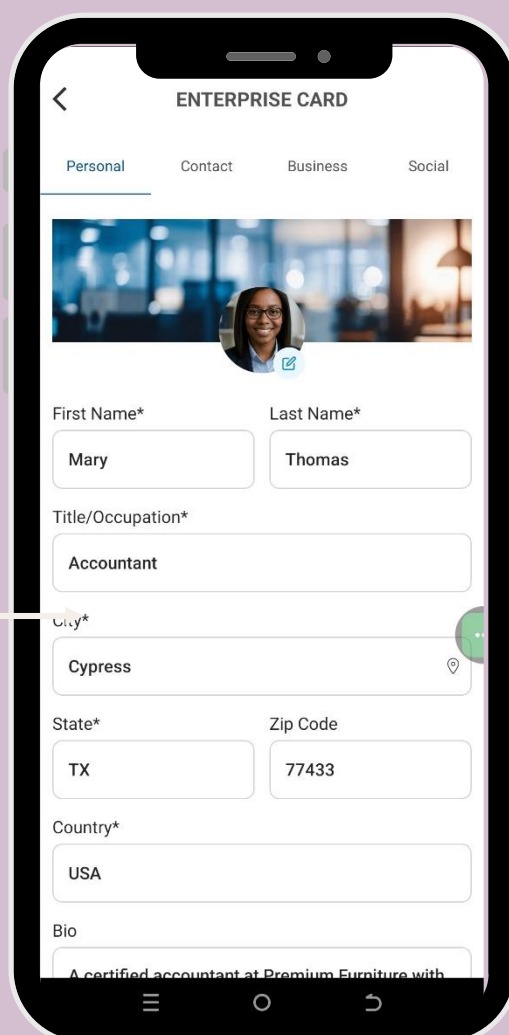 ENTERPRISE CARD
Personal Contact Business Social
First Name* Last Name*
Mary Thomas
Title/Occupation*
Accountant
City*
Cypress
State* Zip Code
TX 77433
Country*
USA
Bio
A certified accountant at Premium Furniture with